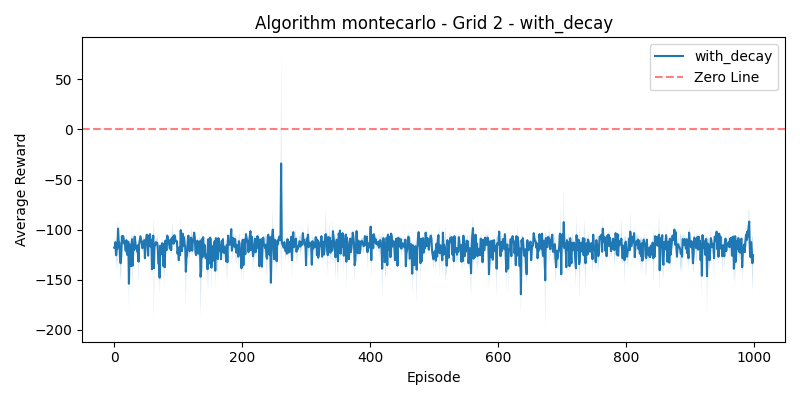 Algorithm montecarlo - Grid 2 - with_decay
with_decay
Zero Line
50
0
−50
−100
−150
−200
Average Reward
0
200
400
600
800
1000
Episode